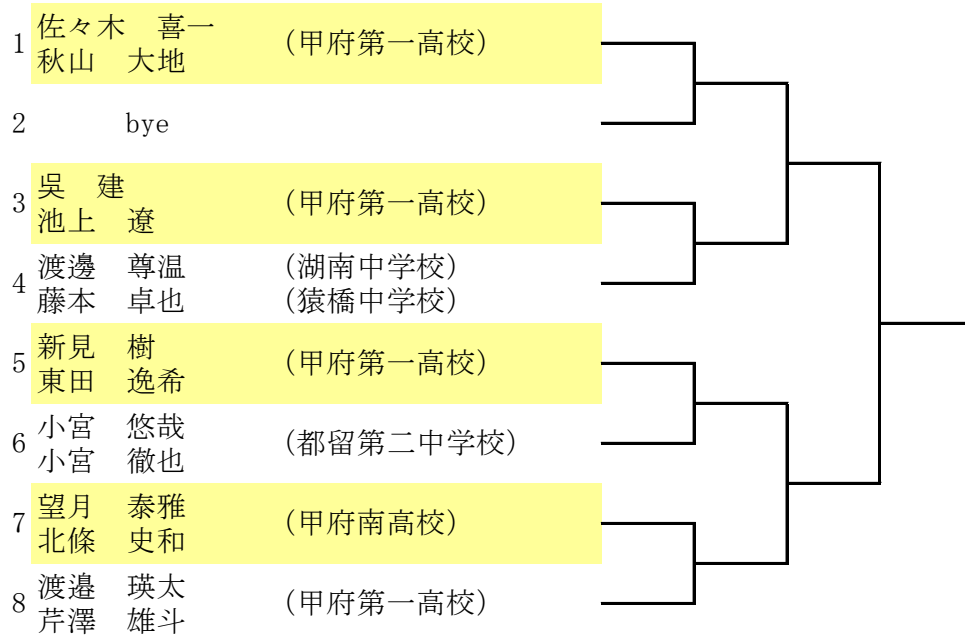 1 佐々木　喜一 (甲府第一高校)
秋山　大地
2 bye
3 吳　建 (甲府第一高校)
池上　遼
4 渡邊　尊温 (湖南中学校)
藤本　卓也 (猿橋中学校)
5 新見　樹 (甲府第一高校)
東田　逸希
6 小宮　悠哉 (都留第二中学校)
小宮　徹也
7 望月　泰雅 (甲府南高校)
北條　史和
8 渡邉　瑛太 (甲府第一高校)
芹澤　雄斗